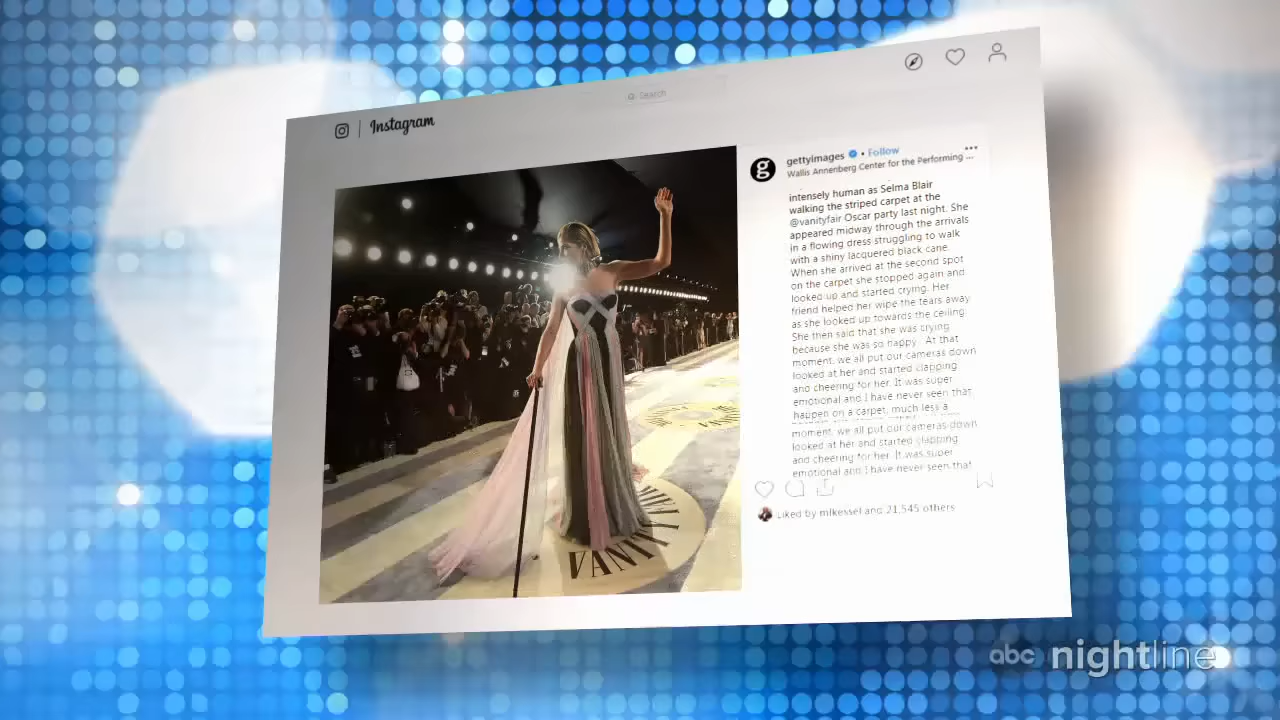 Search
Instagram
g
gettyimages • Follow
Wallis Annenberg Center for the Performing ...
intensely human as Selma Blair
walking the striped carpet at the
@vanityfair Oscar party last night. She
appeared midway through the arrivals
in a flowing dress struggling to walk
with a shiny lacquered black cane.
When she arrived at the second spot
on the carpet she stopped again and
looked up and started crying. Her
friend helped her wipe the tears away
as she looked up towards the ceiling.
She then said that she was crying
because she was so happy. At that
moment, we all put our cameras down
looked at her and started clapping
and cheering for her. It was super
emotional and I have never seen that
happen on a carpet, much less a
moment, we all put our cameras down
looked at her and started clapping
and cheering for her. It was super
emotional and I have never seen that
Liked by mlkessel and 21,545 others
VANITY
abc nightline